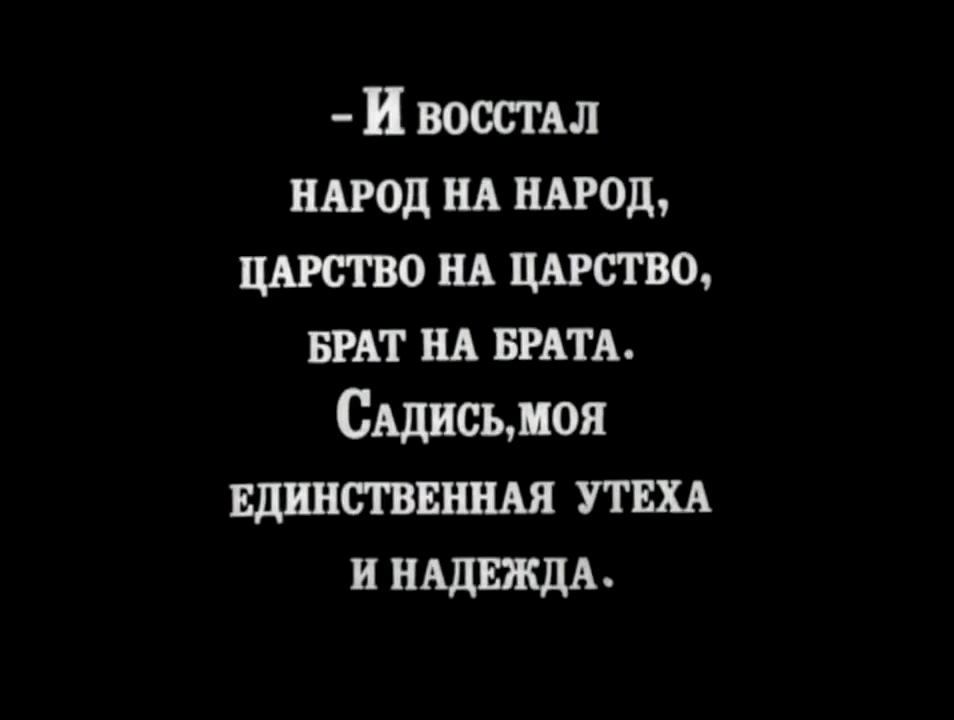 - И ВОССТАЛ
НАРОД НА НАРОД,
ЦАРСТВО НА ЦАРСТВО,
БРАТ НА БРАТА.
САДИСЬ,МОЯ
ЕДИНСТВЕННАЯ УТЕХА
И НАДЕЖДА.